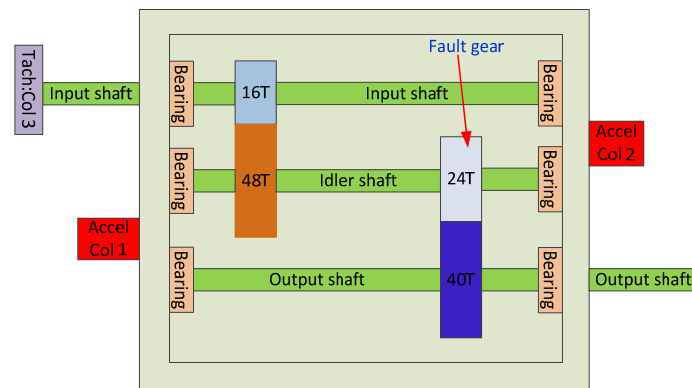 Fault gear
Tach:Col 3
Input shaft
Bearing
16T
Input shaft
Bearing
Accel
Col 2
Bearing
48T
Idler shaft
24T
Bearing
Accel
Col 1
Bearing
Output shaft
40T
Bearing
Output shaft